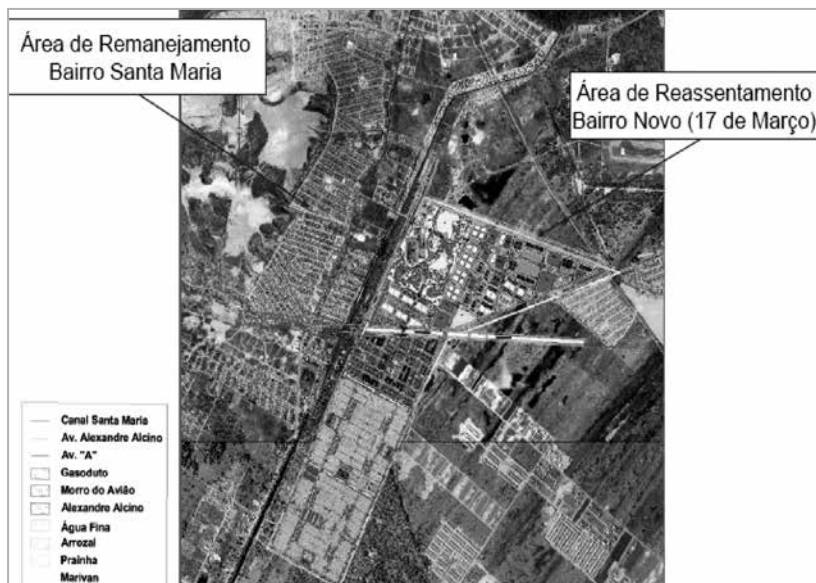 Área de Remanejamento
Bairro Santa Maria
Área de Reassentamento
Bairro Novo (17 de Março)
Canal Santa Maria
Av. Alexandre Alcino
Av. "A"
Gasoduto
Morro do Avião
Alexandre Alcino
Água Fina
Arrozal
Prainha
Marivan